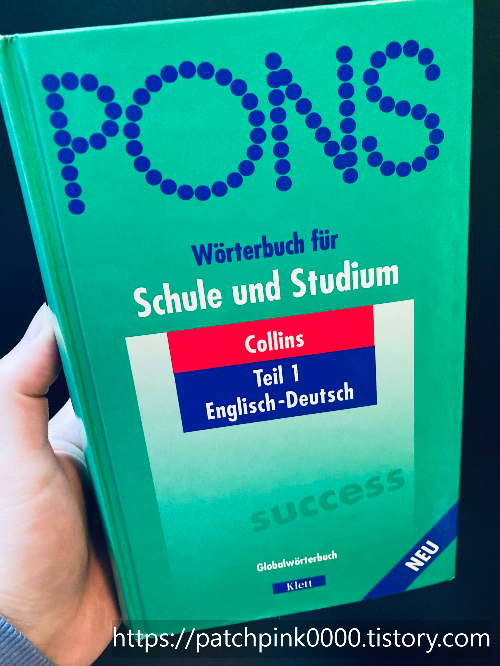 PONS
Wörterbuch für
Schule und Studium
Collins
Teil 1
Englisch-Deutsch
success
Globalwörterbuch
Klett
NEU
https://patchpink0000.tistory.com